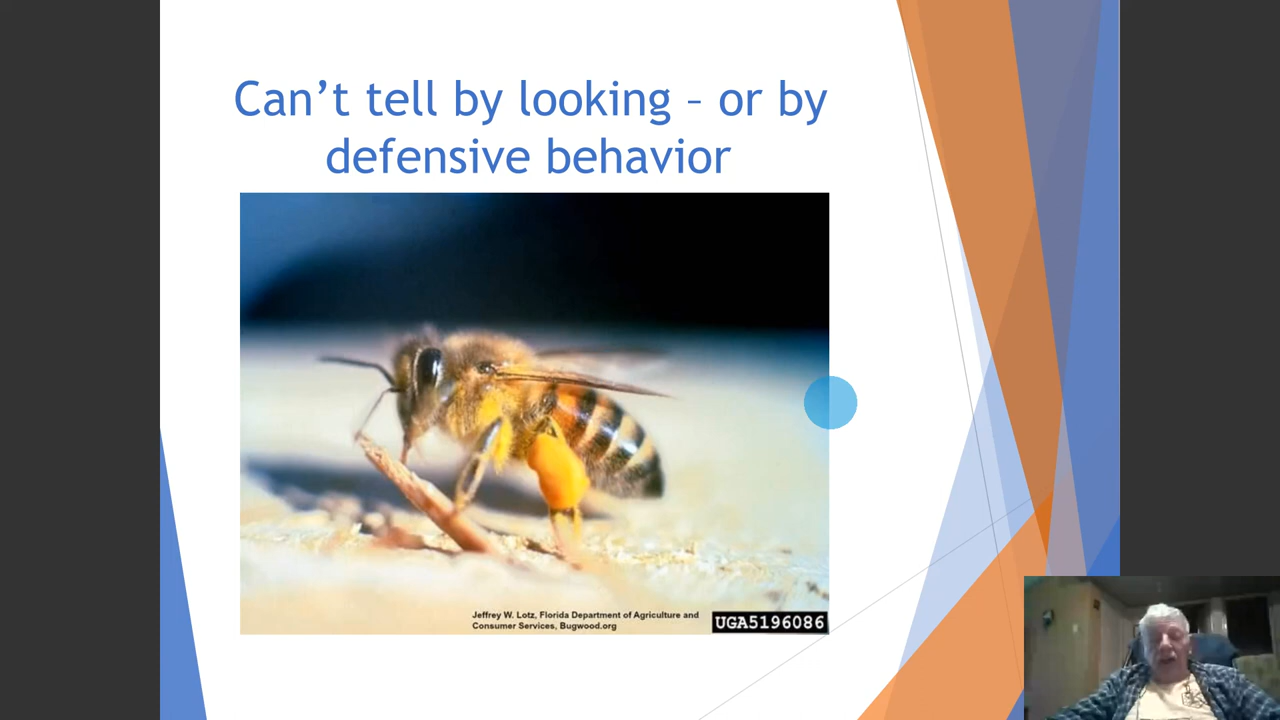 Can’t tell by looking – or by
defensive behavior
Jeffrey W. Lotz, Florida Department of Agriculture and
Consumer Services, Bugwood.org
UGA5196086